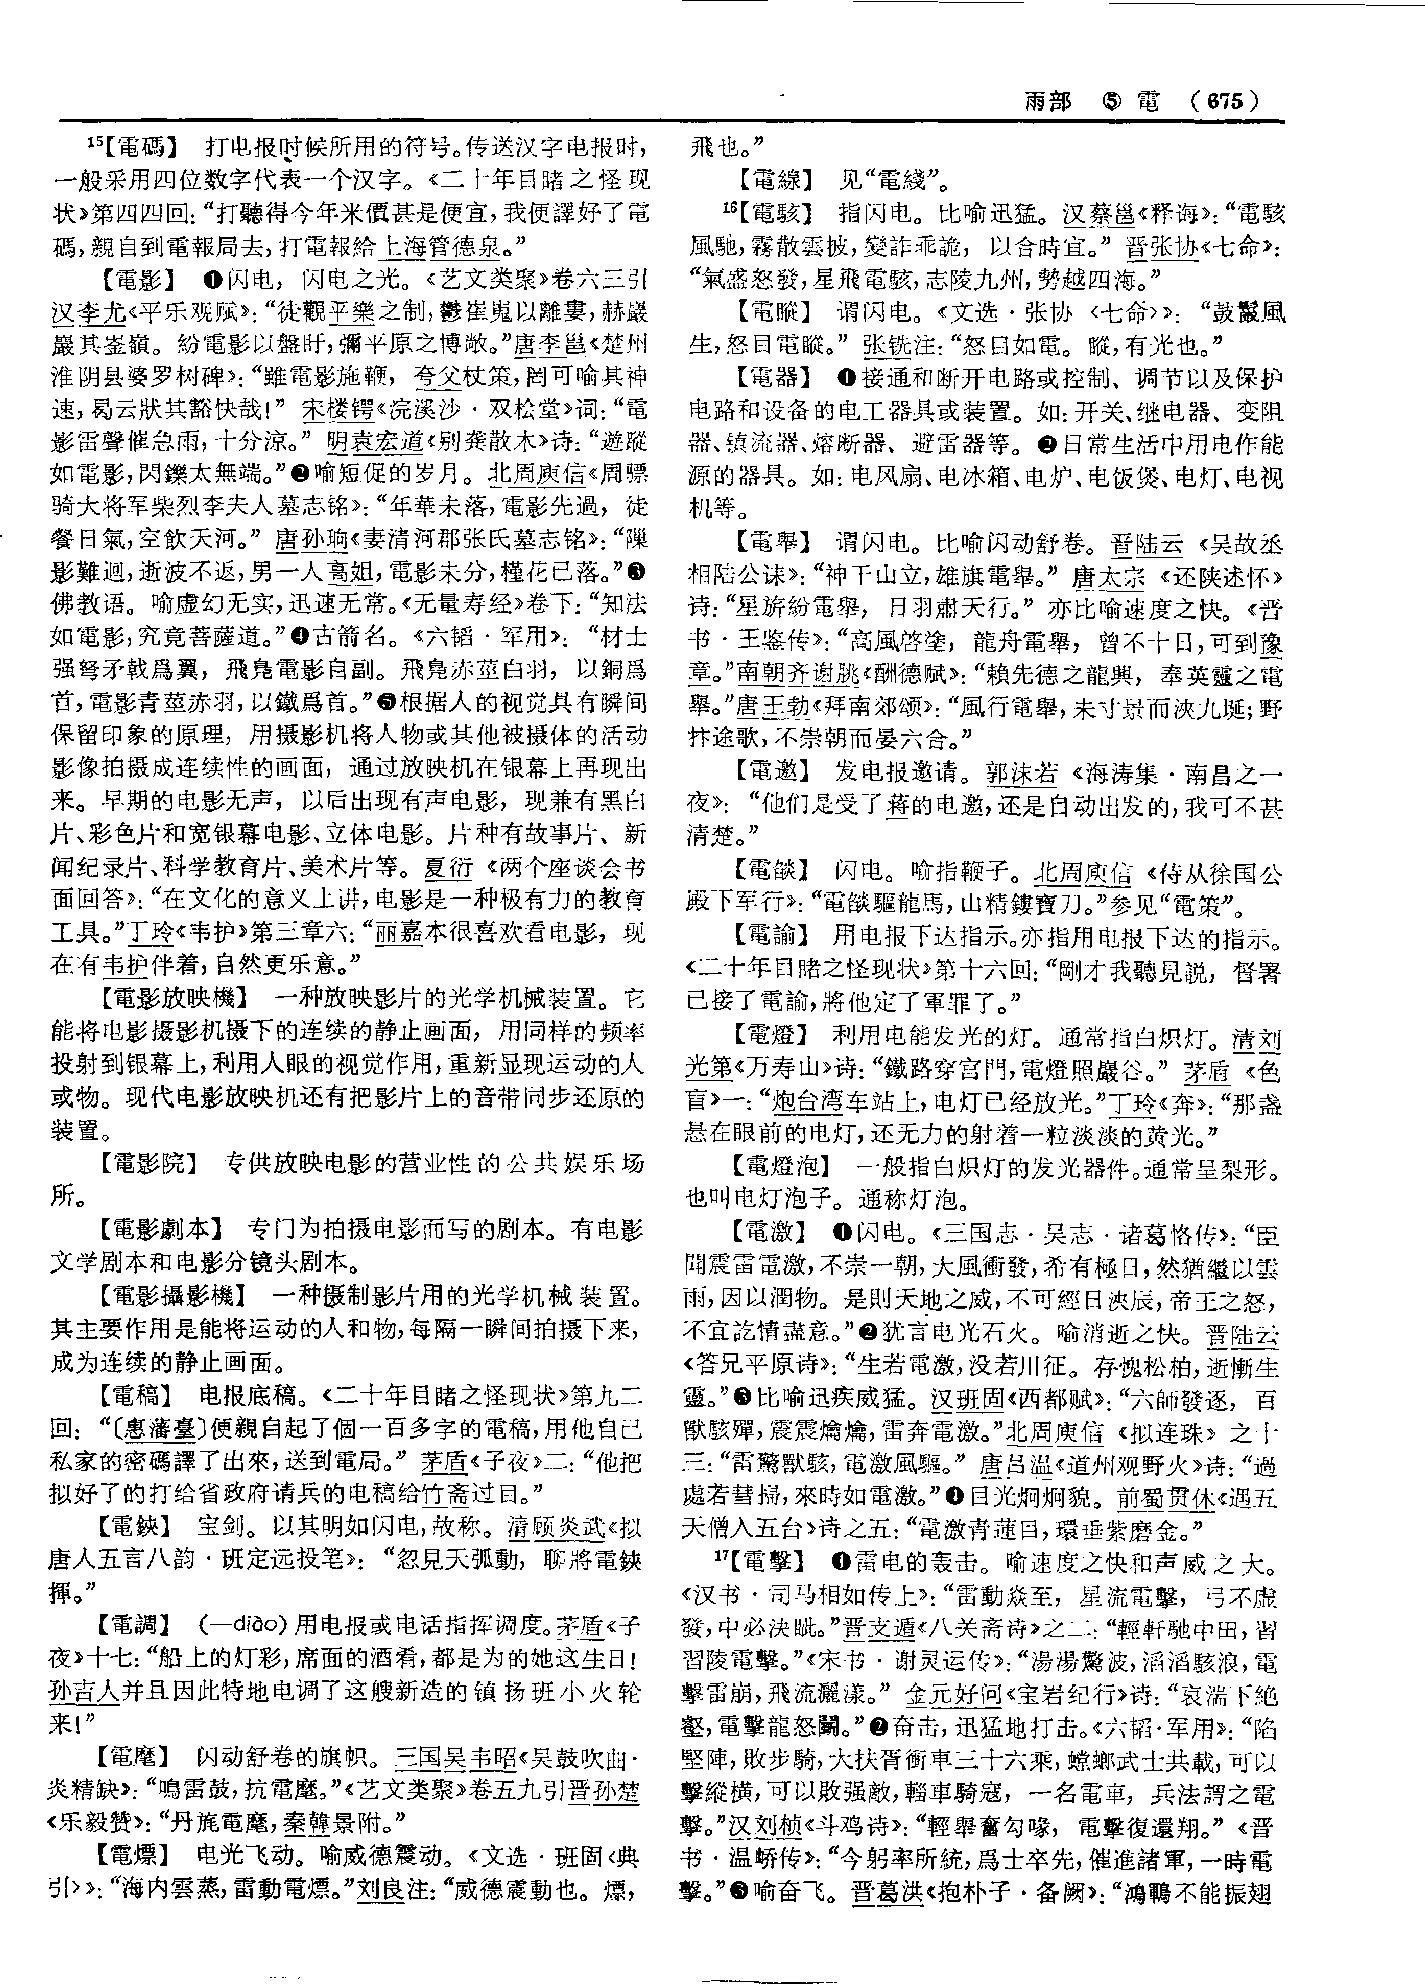 雨部 ⑤ 電 (675)
15【電碼】 打电报时候所用的符号。传送汉字电报时，
一般采用四位数字代表一个汉字。《二十年目睹之怪现
状》第四四回：“打聽得今年米價甚是便宜，我便譯好了電
碼，親自到電報局去，打電報給上海管德泉。”
【電影】 ❶闪电，闪电之光。《艺文类聚》卷六三引
汉李尤《平乐观赋》：“徒觀平樂之制，鬱崔嵬以離婁，赫巖
巖其崟嶺。紛電影以盤盱，彌平原之博敞。”唐李邕《楚州
淮阴县婆罗树碑》：“雖電影施鞭，夸父杖策，罔可喻其神
速，曷云狀其豁快哉！” 宋楼锷《浣溪沙·双桧堂》词：“電
影雷聲催急雨，十分涼。” 明袁宏道《别龚散木》诗：“遊蹤
如電影，閃鑠太無端。”❷喻短促的岁月。北周庾信《周骠
骑大将军柴烈李夫人墓志铭》：“年華未落，電影先過，徒
餐日氣，空飲天河。” 唐孙珦《妻清河郡张氏墓志铭》：“隟
影難迴，逝波不返，男一人高姐，電影未分，槿花已落。”❸
佛教语。喻虚幻无实，迅速无常。《无量寿经》卷下：“知法
如電影，究竟菩薩道。”❹古箭名。《六韬·军用》：“材士
强弩矛戟爲翼，飛鳧電影自副。飛鳧赤莖白羽，以銅爲
首，電影青莖赤羽，以鐵爲首。”❺根据人的视觉具有瞬间
保留印象的原理，用摄影机将人物或其他被摄体的活动
影像拍摄成连续性的画面，通过放映机在银幕上再现出
来。早期的电影无声，以后出现有声电影，现兼有黑白
片、彩色片和宽银幕电影、立体电影。片种有故事片、新
闻纪录片、科学教育片、美术片等。夏衍《两个座谈会书
面回答》：“在文化的意义上讲，电影是一种极有力的教育
工具。”丁玲《韦护》第三章六：“丽嘉本很喜欢看电影，现
在有韦护伴着，自然更乐意。”
【電影放映機】 一种放映影片的光学机械装置。它
能将电影摄影机摄下的连续的静止画面，用同样的频率
投射到银幕上，利用人眼的视觉作用，重新显现运动的人
或物。现代电影放映机还有把影片上的音带同步还原的
装置。
【電影院】 专供放映电影的营业性的公共娱乐场
所。
【電影劇本】 专门为拍摄电影而写的剧本。有电影
文学剧本和电影分镜头剧本。
【電影攝影機】 一种摄制影片用的光学机械装置。
其主要作用是能将运动的人和物，每隔一瞬间拍摄下来，
成为连续的静止画面。
【電稿】 电报底稿。《二十年目睹之怪现状》第九二
回：“〔惠藩臺〕便親自起了個一百多字的電稿，用他自已
私家的密碼譯了出來，送到電局。” 茅盾《子夜》二：“他把
拟好了的打给省政府请兵的电稿给竹斋过目。”
【電鋏】 宝剑。以其明如闪电，故称。清顾炎武《拟
唐人五言八韵·班定远投笔》：“忽見天弧動，聊將電鋏
揮。”
【電調】 (—diào)用电报或电话指挥调度。茅盾《子
夜》十七：“船上的灯彩，席面的酒肴，都是为的她这生日！
孙吉人并且因此特地电调了这艘新造的镇扬班小火轮
来！”
【電麾】 闪动舒卷的旗帜。三国吴韦昭《吴鼓吹曲·
炎精缺》：“鳴雷鼓，抗電麾。”《艺文类聚》卷五九引晋孙楚
《乐毅赞》：“丹旄電麾，秦韓景附。”
【電熛】 电光飞动。喻威德震动。《文选·班固〈典
引〉》：“海内雲蒸，雷動電熛。”刘良注：“威德震動也。熛，
飛也。”
【電線】 见“電綫”。
16【電駭】 指闪电。比喻迅猛。汉蔡邕《释诲》：“電駭
風馳，霧散雲披，變詐乖詭，以合時宜。” 晋张协《七命》：
“氣盛怒發，星飛電駭，志陵九州，勢越四海。”
【電瞛】 谓闪电。《文选·张协〈七命〉》：“鼓鬣風
生，怒目電瞛。” 张铣注：“怒目如電。瞛，有光也。”
【電器】 ❶接通和断开电路或控制、调节以及保护
电路和设备的电工器具或装置。如：开关、继电器、变阻
器、镇流器、熔断器、避雷器等。❷日常生活中用电作能
源的器具。如：电风扇、电冰箱、电炉、电饭煲、电灯、电视
机等。
【電舉】 谓闪电。比喻闪动舒卷。晋陆云《吴故丞
相陆公诔》：“神干山立，雄旗電舉。” 唐太宗《还陕述怀》
诗：“星旂紛電舉，日羽肅天行。” 亦比喻速度之快。《晋
书·王鉴传》：“高風啓塗，龍舟電舉，曾不十日，可到豫
章。”南朝齐谢朓《酬德赋》：“賴先德之龍興，奉英靈之電
舉。”唐王勃《拜南郊颂》：“風行電舉，未寸景而浹九埏；野
抃途歌，不崇朝而晏六合。”
【電邀】 发电报邀请。郭沫若《海涛集·南昌之一
夜》：“他们是受了蒋的电邀，还是自动出发的，我可不甚
清楚。”
【電燄】 闪电。喻指鞭子。北周庾信《侍从徐国公
殿下军行》：“電燄驅龍馬，山精鏤寶刀。”参见“電策”。
【電諭】 用电报下达指示。亦指用电报下达的指示。
《二十年目睹之怪现状》第十六回：“剛才我聽見説，督署
已接了電諭，將他定了軍罪了。”
【電燈】 利用电能发光的灯。通常指白炽灯。清刘
光第《万寿山》诗：“鐵路穿宫門，電燈照巖谷。” 茅盾《色
盲》一：“炮台湾车站上，电灯已经放光。”丁玲《奔》：“那盏
悬在眼前的电灯，还无力的射着一粒淡淡的黄光。”
【電燈泡】 一般指白炽灯的发光器件。通常呈梨形。
也叫电灯泡子。通称灯泡。
【電激】 ❶闪电。《三国志·吴志·诸葛恪传》：“臣
聞震雷電激，不崇一朝，大風衝發，希有極日，然猶繼以雲
雨，因以潤物。是則天地之威，不可經日浹辰，帝王之怒，
不宜訖情盡意。”❷犹言电光石火。喻消逝之快。晋陆云
《答兄平原诗》：“生若電激，没若川征。存愧松柏，逝慚生
靈。”❸比喻迅疾威猛。汉班固《西都赋》：“六師發逐，百
獸駭殫，震震爚爚，雷奔電激。”北周庾信《拟连珠》之十
三：“雷驚獸駭，電激風驅。” 唐吕温《道州观野火》诗：“過
處若彗掃，來時如電激。”❹目光炯炯貌。前蜀贯休《遇五
天僧入五台》诗之五：“電激青蓮目，環垂紫磨金。”
17【電擊】 ❶雷电的轰击。喻速度之快和声威之大。
《汉书·司马相如传上》：“雷動焱至，星流電擊，弓不虚
發，中必決眦。”晋支遁《八关斋诗》之二：“輕軒馳中田，習
習陵電擊。”《宋书·谢灵运传》：“湯湯驚波，滔滔駭浪，電
擊雷崩，飛流灑漾。” 金元好问《宝岩纪行》诗：“哀湍下絶
壑，電擊龍怒鬭。”❷奋击，迅猛地打击。《六韬·军用》：“陷
堅陣，敗步騎，大扶胥衝車三十六乘，螳螂武士共載，可以
擊縱横，可以敗强敵，輜車騎寇，一名電車，兵法謂之電
擊。”汉刘桢《斗鸡诗》：“輕舉奮勾喙，電擊復還翔。”《晋
书·温峤传》：“今躬率所統，爲士卒先，催進諸軍，一時電
擊。”❸喻奋飞。晋葛洪《抱朴子·备阙》：“鴻鵬不能振翅